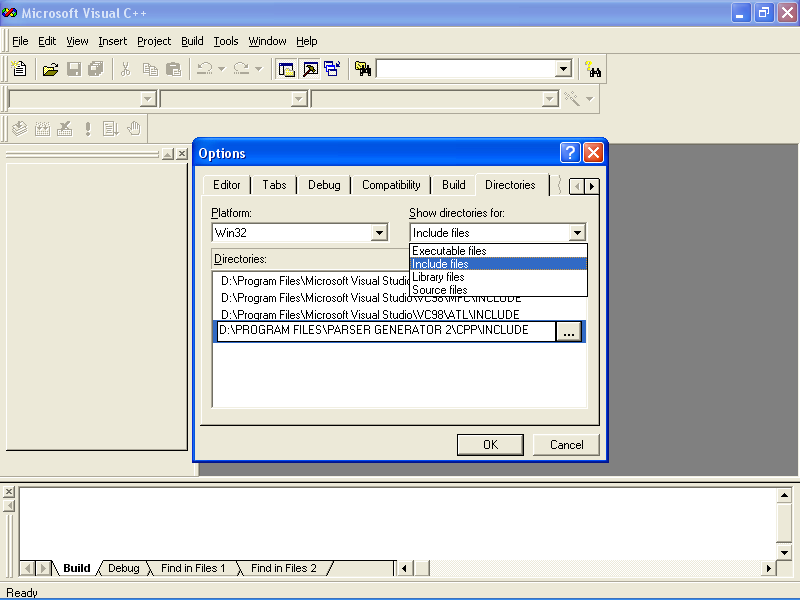 Microsoft Visual C++
File Edit View Insert Project Build Tools Window Help
Options
Editor Tabs Debug Compatibility Build Directories
Platform: Show directories for:
Win32 Include files
Executable files
Directories: Include files
Library files
D:\Program Files\Microsoft Visual Studio Source files
D:\Program Files\Microsoft Visual Studio\VC98\MFC\INCLUDE
D:\Program Files\Microsoft Visual Studio\VC98\ATL\INCLUDE
D:\PROGRAM FILES\PARSER GENERATOR 2\CPP\INCLUDE ...
OK Cancel
Build Debug Find in Files 1 Find in Files 2
Ready